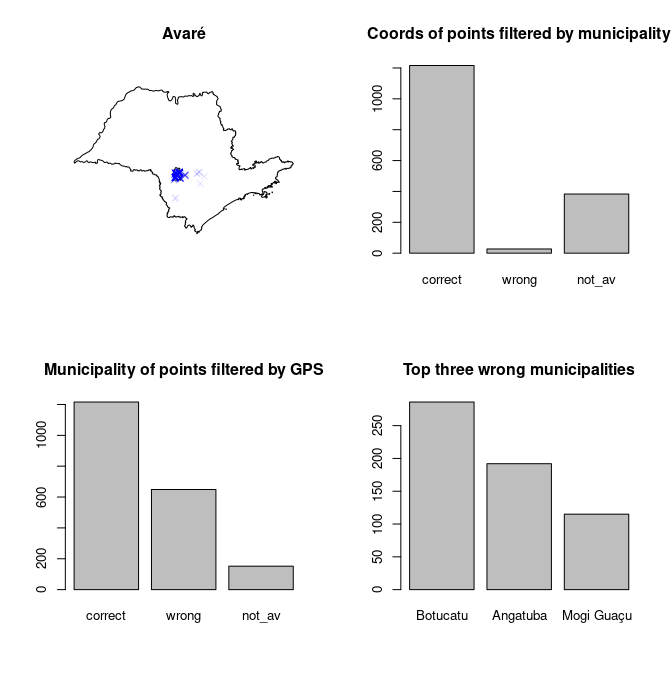 Avaré
Coords of points filtered by municipality
0 200 600 1000
correct wrong not_av
Municipality of points filtered by GPS
0 200 600 1000
correct wrong not_av
Top three wrong municipalities
0 50 100 150 200 250
Botucatu Angatuba Mogi Guaçu